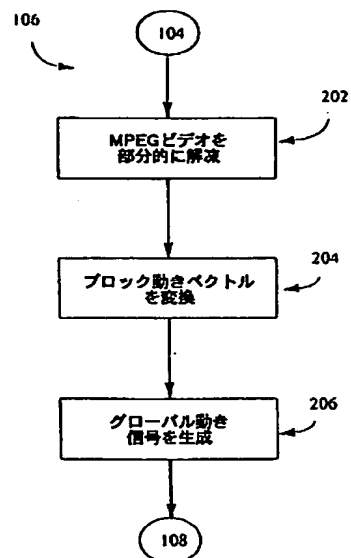 106
104
202
MPEGビデオを
部分的に解凍
204
ブロック動きベクトル
を変換
206
グローバル動き
信号を生成
108